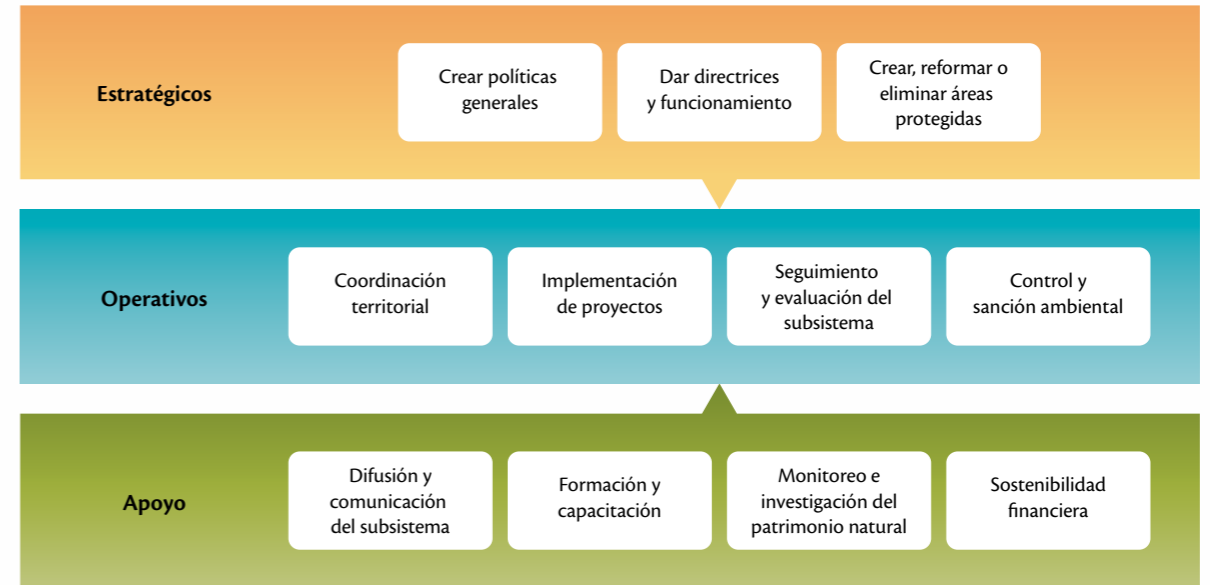 Estratégicos
Crear políticas
generales
Dar directrices
y funcionamiento
Crear, reformar o
eliminar áreas
protegidas
Operativos
Coordinación
territorial
Implementación
de proyectos
Seguimiento
y evaluación del
subsistema
Control y
sanción ambiental
Apoyo
Difusión y
comunicación
del subsistema
Formación y
capacitación
Monitoreo e
investigación del
patrimonio natural
Sostenibilidad
financiera